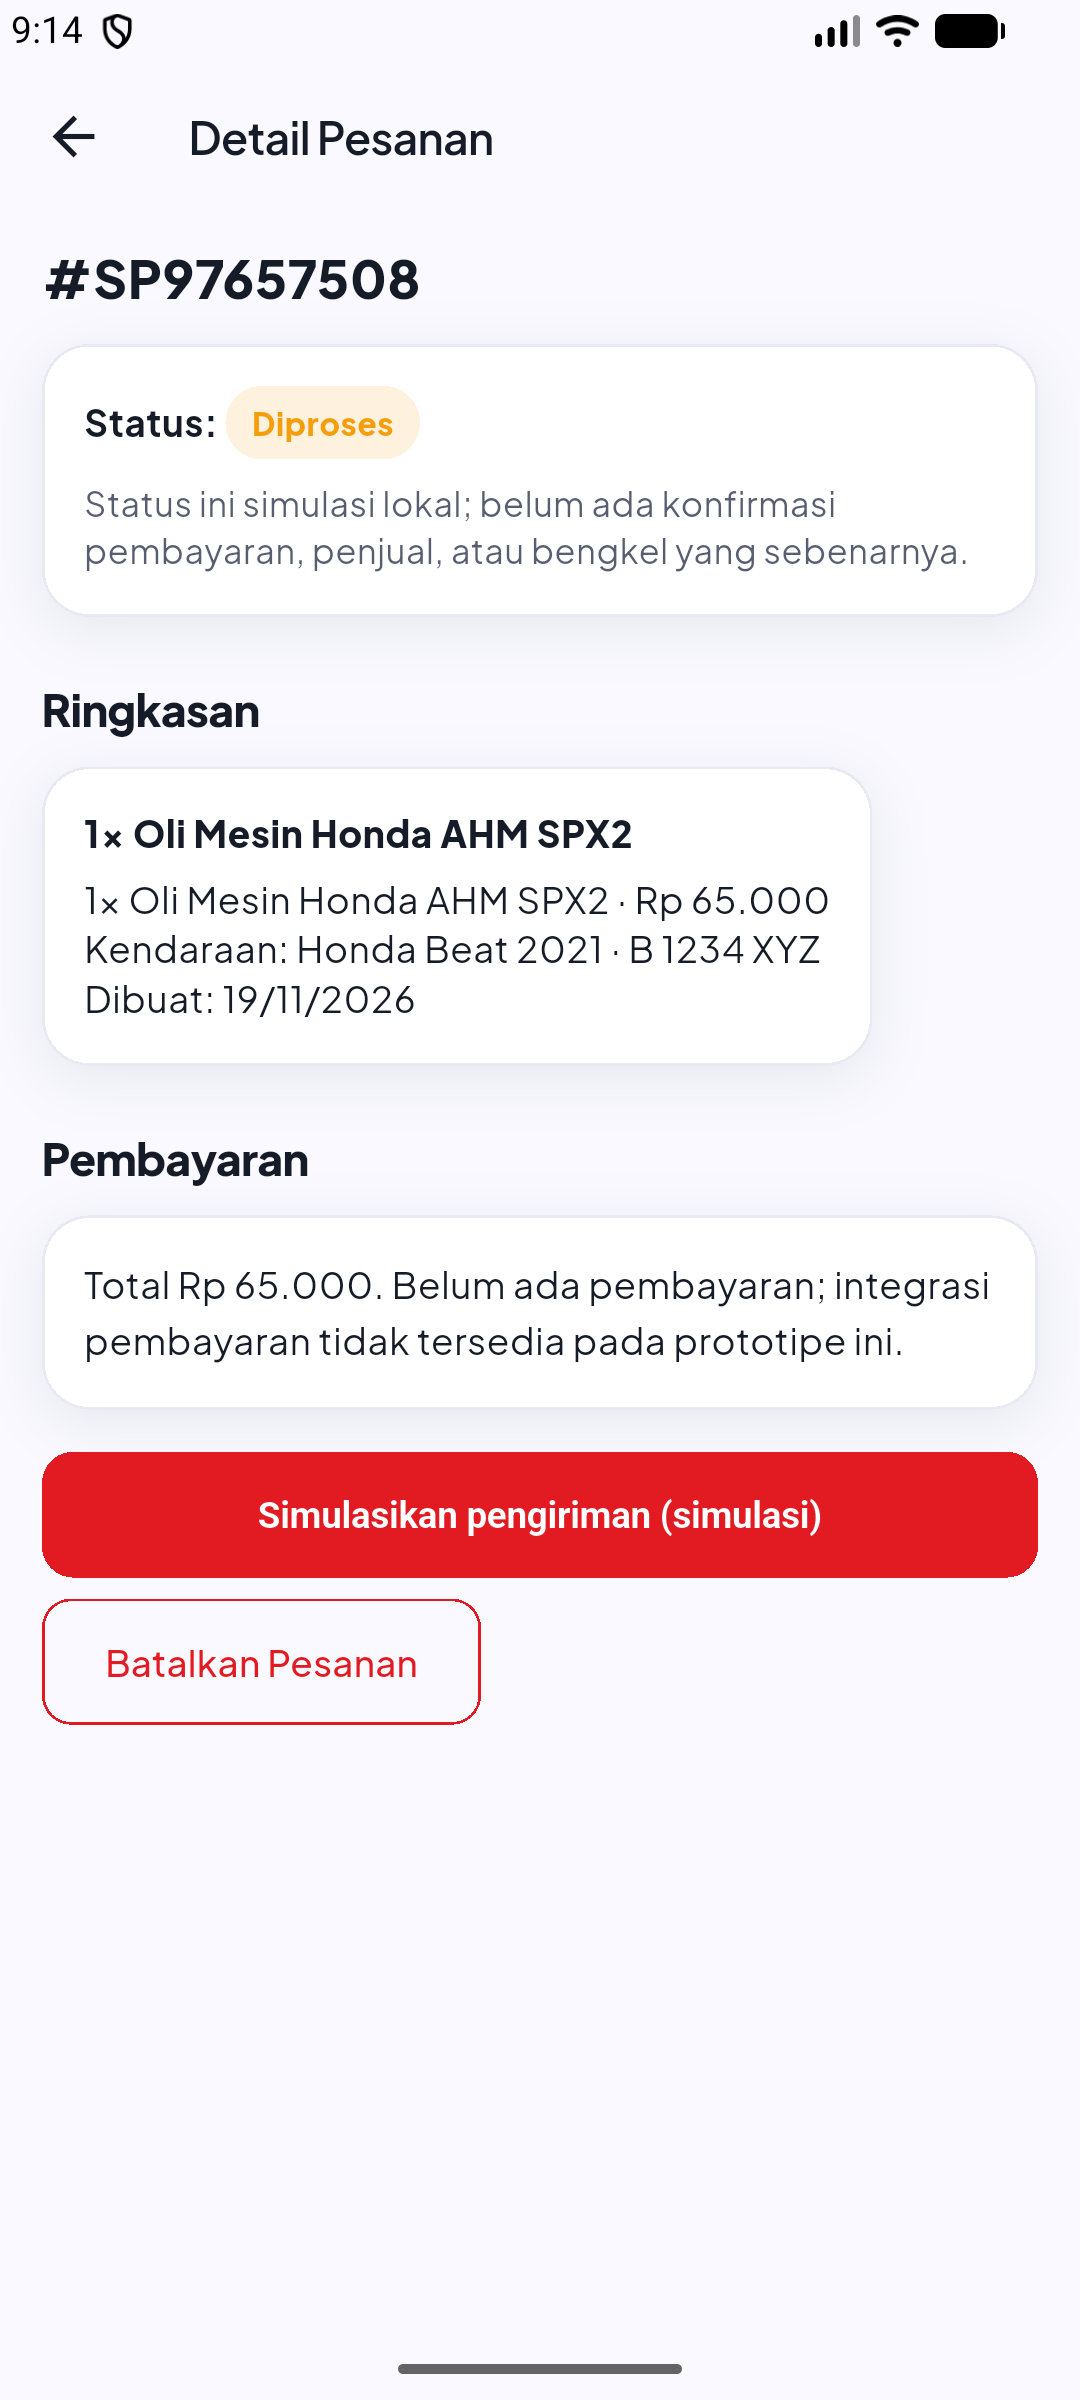 9:14
Detail Pesanan
#SP97657508
Status: Diproses
Status ini simulasi lokal; belum ada konfirmasi
pembayaran, penjual, atau bengkel yang sebenarnya.
Ringkasan
1× Oli Mesin Honda AHM SPX2
1× Oli Mesin Honda AHM SPX2 · Rp 65.000
Kendaraan: Honda Beat 2021 · B 1234 XYZ
Dibuat: 19/11/2026
Pembayaran
Total Rp 65.000. Belum ada pembayaran; integrasi
pembayaran tidak tersedia pada prototipe ini.
Simulasikan pengiriman (simulasi)
Batalkan Pesanan